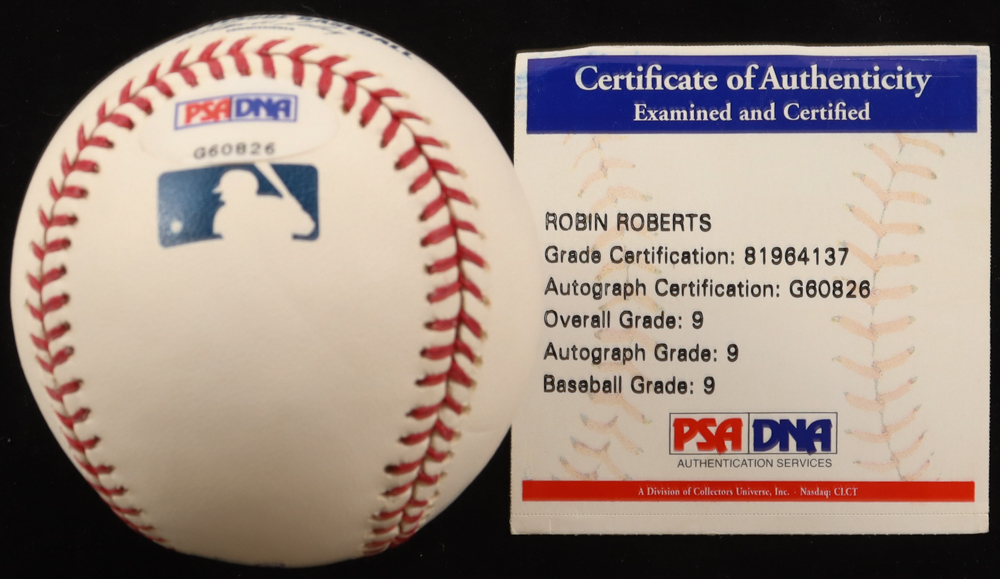 BASEBALL
PSA DNA
G60826
Certificate of Authenticity
Examined and Certified
ROBIN ROBERTS
Grade Certification: 81964137
Autograph Certification: G60826
Overall Grade: 9
Autograph Grade: 9
Baseball Grade: 9
PSA DNA
AUTHENTICATION SERVICES
A Division of Collectors Universe, Inc. · Nasdaq: CLCT